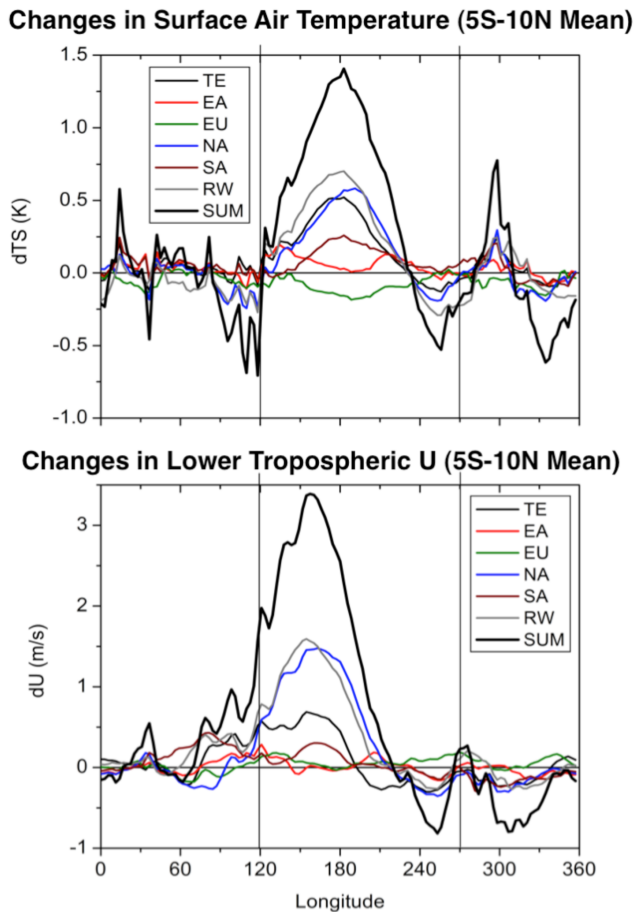 Changes in Surface Air Temperature (5S-10N Mean)
1.5
1.0
0.5
0.0
-0.5
-1.0
dTS (K)
TE
EA
EU
NA
SA
RW
SUM
Changes in Lower Tropospheric U (5S-10N Mean)
3
2
1
0
-1
dU (m/s)
TE
EA
EU
NA
SA
RW
SUM
0 60 120 180 240 300 360
Longitude